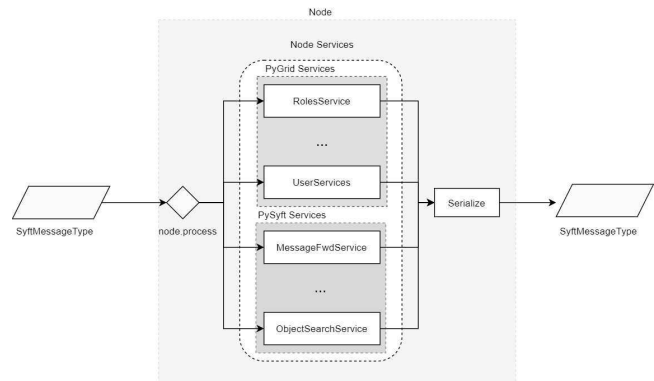 Node
Node Services
PyGrid Services
RolesService
...
UserServices
SyftMessageType
node.process
Serialize
SyftMessageType
PySyft Services
MessageFwdService
...
ObjectSearchService